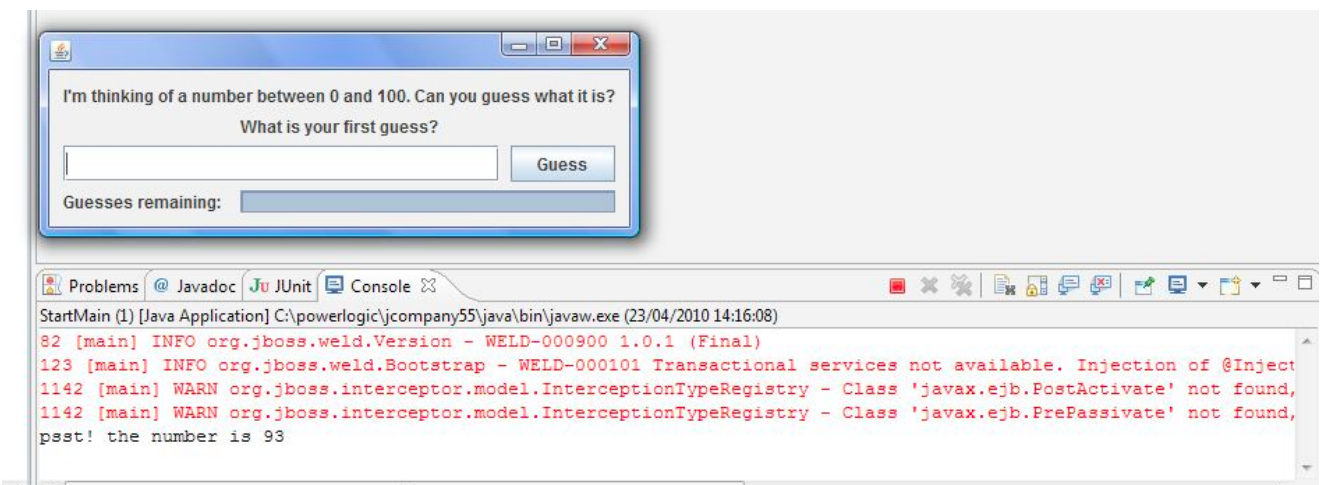 I'm thinking of a number between 0 and 100. Can you guess what it is?
What is your first guess?
Guess
Guesses remaining:
Problems @ Javadoc Ju JUnit Console
StartMain (1) [Java Application] C:\powerlogic\jcompany55\java\bin\javaw.exe (23/04/2010 14:16:08)
82 [main] INFO org.jboss.weld.Version - WELD-000900 1.0.1 (Final)
123 [main] INFO org.jboss.weld.Bootstrap - WELD-000101 Transactional services not available. Injection of @Inject
1142 [main] WARN org.jboss.interceptor.model.InterceptionTypeRegistry - Class 'javax.ejb.PostActivate' not found,
1142 [main] WARN org.jboss.interceptor.model.InterceptionTypeRegistry - Class 'javax.ejb.PrePassivate' not found,
psst! the number is 93